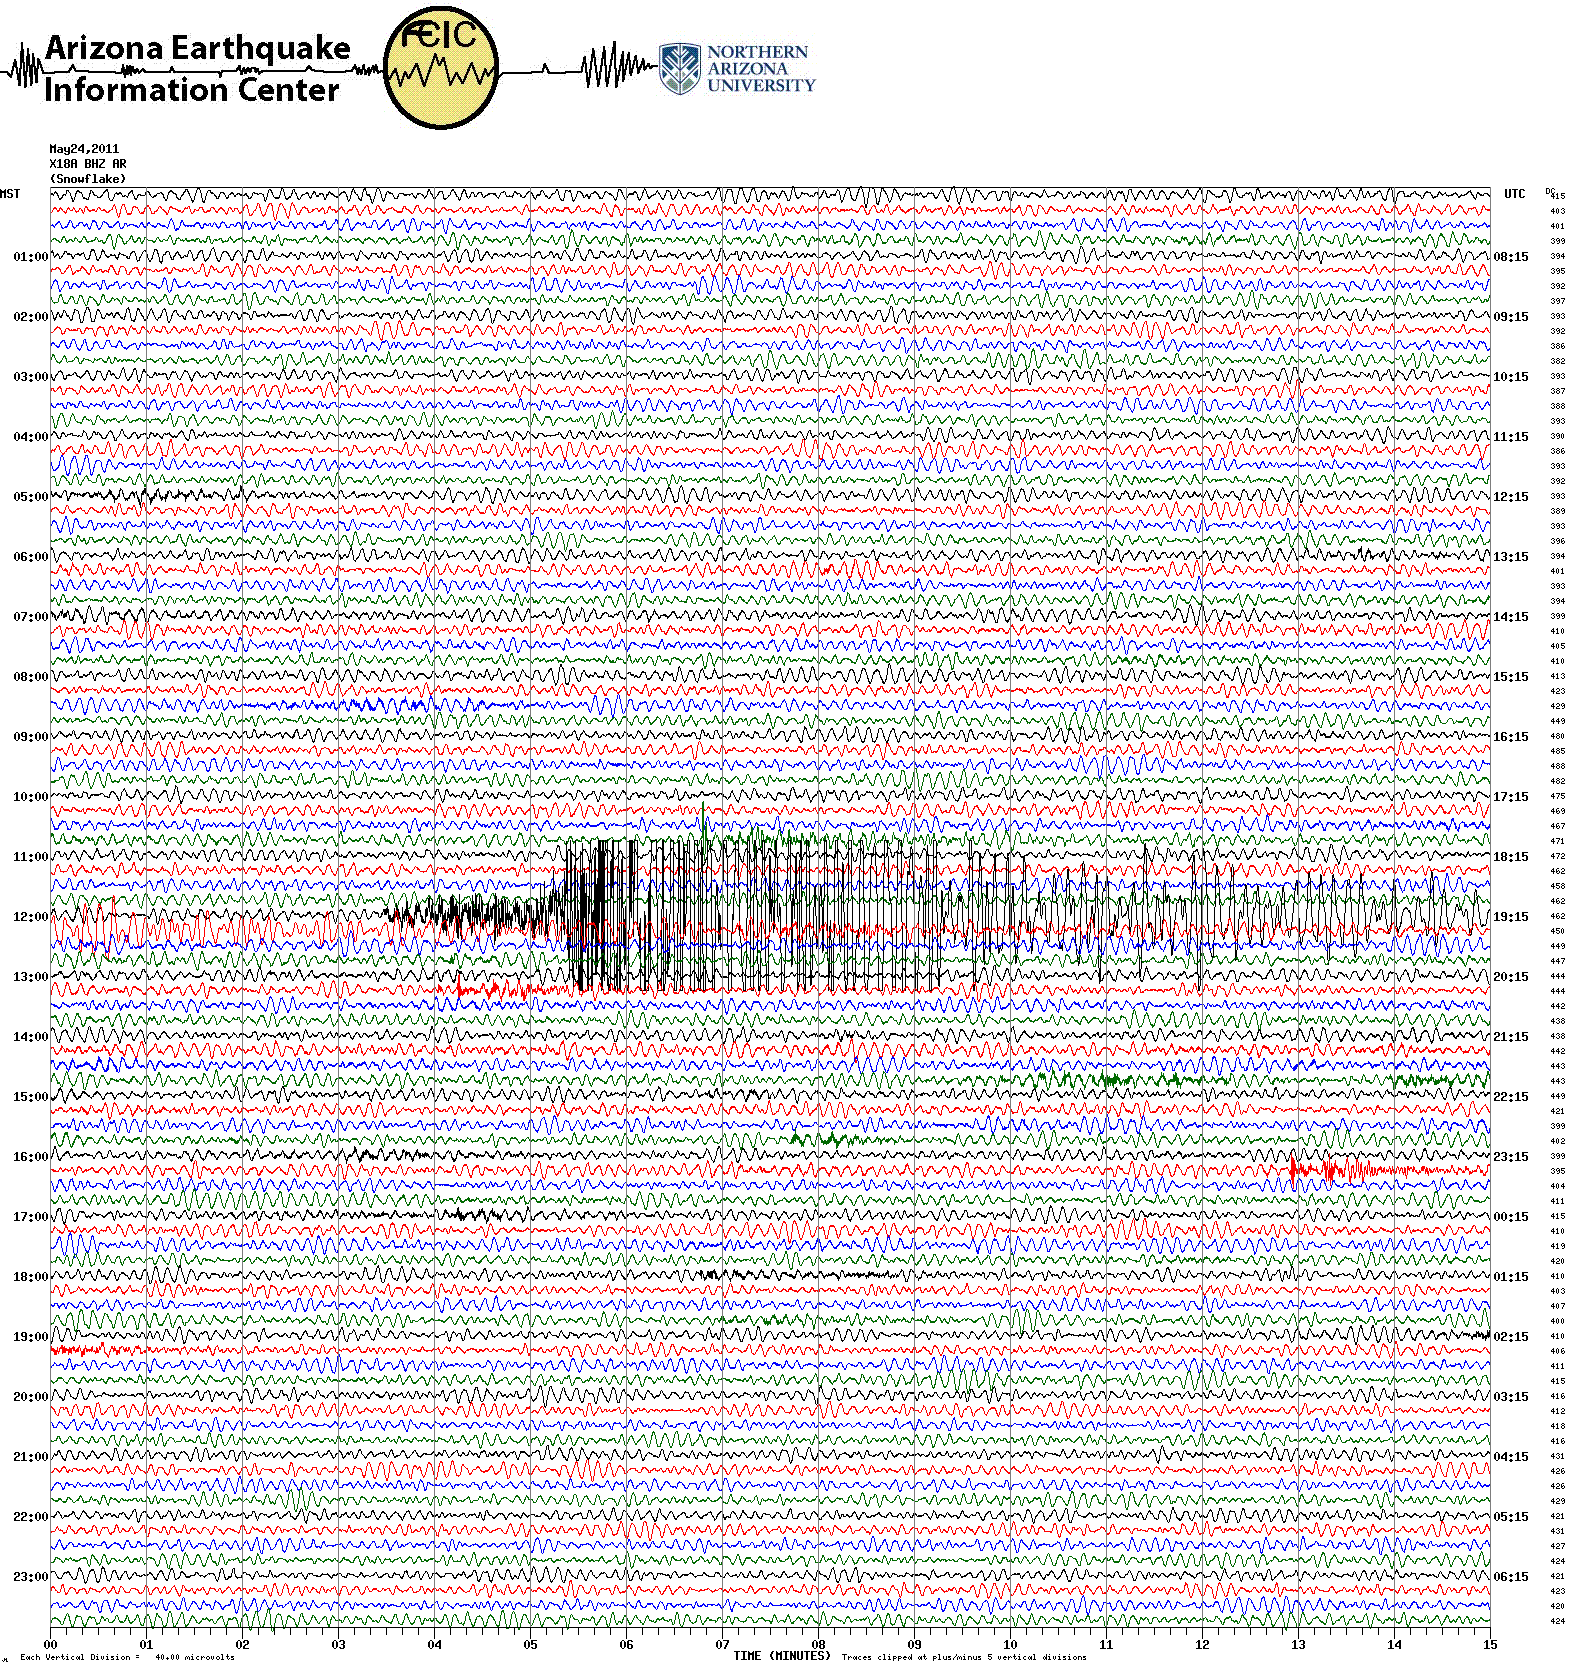 Arizona Earthquake
Information Center
ÆEIC
NORTHERN
ARIZONA
UNIVERSITY
May24,2011
X18A BHZ AR
(Snowflake)
MST UTC DC
415
403
401
399
01:00 08:15 394
395
392
397
02:00 09:15 393
392
386
382
03:00 10:15 393
387
388
393
04:00 11:15 390
386
393
392
05:00 12:15 393
389
393
396
06:00 13:15 394
401
393
394
07:00 14:15 399
410
405
410
08:00 15:15 413
423
429
449
09:00 16:15 480
485
488
482
10:00 17:15 475
469
467
471
11:00 18:15 472
462
458
462
12:00 19:15 462
450
449
447
13:00 20:15 444
444
442
438
14:00 21:15 438
442
443
443
15:00 22:15 449
421
399
402
16:00 23:15 399
395
404
411
17:00 00:15 415
410
419
420
18:00 01:15 410
403
407
400
19:00 02:15 410
406
411
415
20:00 03:15 416
412
418
416
21:00 04:15 431
426
426
429
22:00 05:15 421
431
427
424
23:00 06:15 421
423
420
424
00 01 02 03 04 05 06 07 08 09 10 11 12 13 14 15
TIME (MINUTES)
Each Vertical Division = 40.00 microvolts
Traces clipped at plus/minus 5 vertical divisions